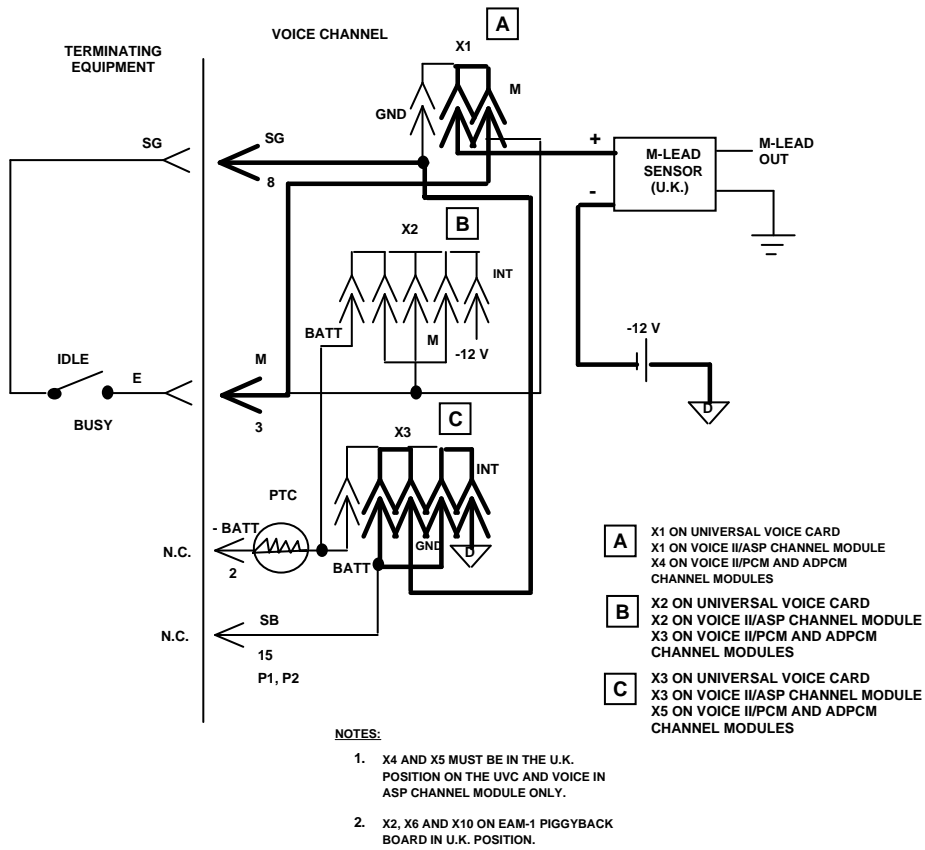 A
VOICE CHANNEL
X1
TERMINATING
EQUIPMENT
M
GND
SG
SG
8
+
-
M-LEAD
SENSOR
(U.K.)
M-LEAD
OUT
B
X2
INT
BATT
M
-12 V
-12 V
D
IDLE
E
M
BUSY
3
C
X3
INT
PTC
- BATT
N.C.
2
GND
D
BATT
SB
N.C.
15
P1, P2
A
X1 ON UNIVERSAL VOICE CARD
X1 ON VOICE II/ASP CHANNEL MODULE
X4 ON VOICE II/PCM AND ADPCM
CHANNEL MODULES
B
X2 ON UNIVERSAL VOICE CARD
X2 ON VOICE II/ASP CHANNEL MODULE
X3 ON VOICE II/PCM AND ADPCM
CHANNEL MODULES
C
X3 ON UNIVERSAL VOICE CARD
X3 ON VOICE II/ASP CHANNEL MODULE
X5 ON VOICE II/PCM AND ADPCM
CHANNEL MODULES
NOTES:
1. X4 AND X5 MUST BE IN THE U.K.
POSITION ON THE UVC AND VOICE IN
ASP CHANNEL MODULE ONLY.
2. X2, X6 AND X10 ON EAM-1 PIGGYBACK
BOARD IN U.K. POSITION.